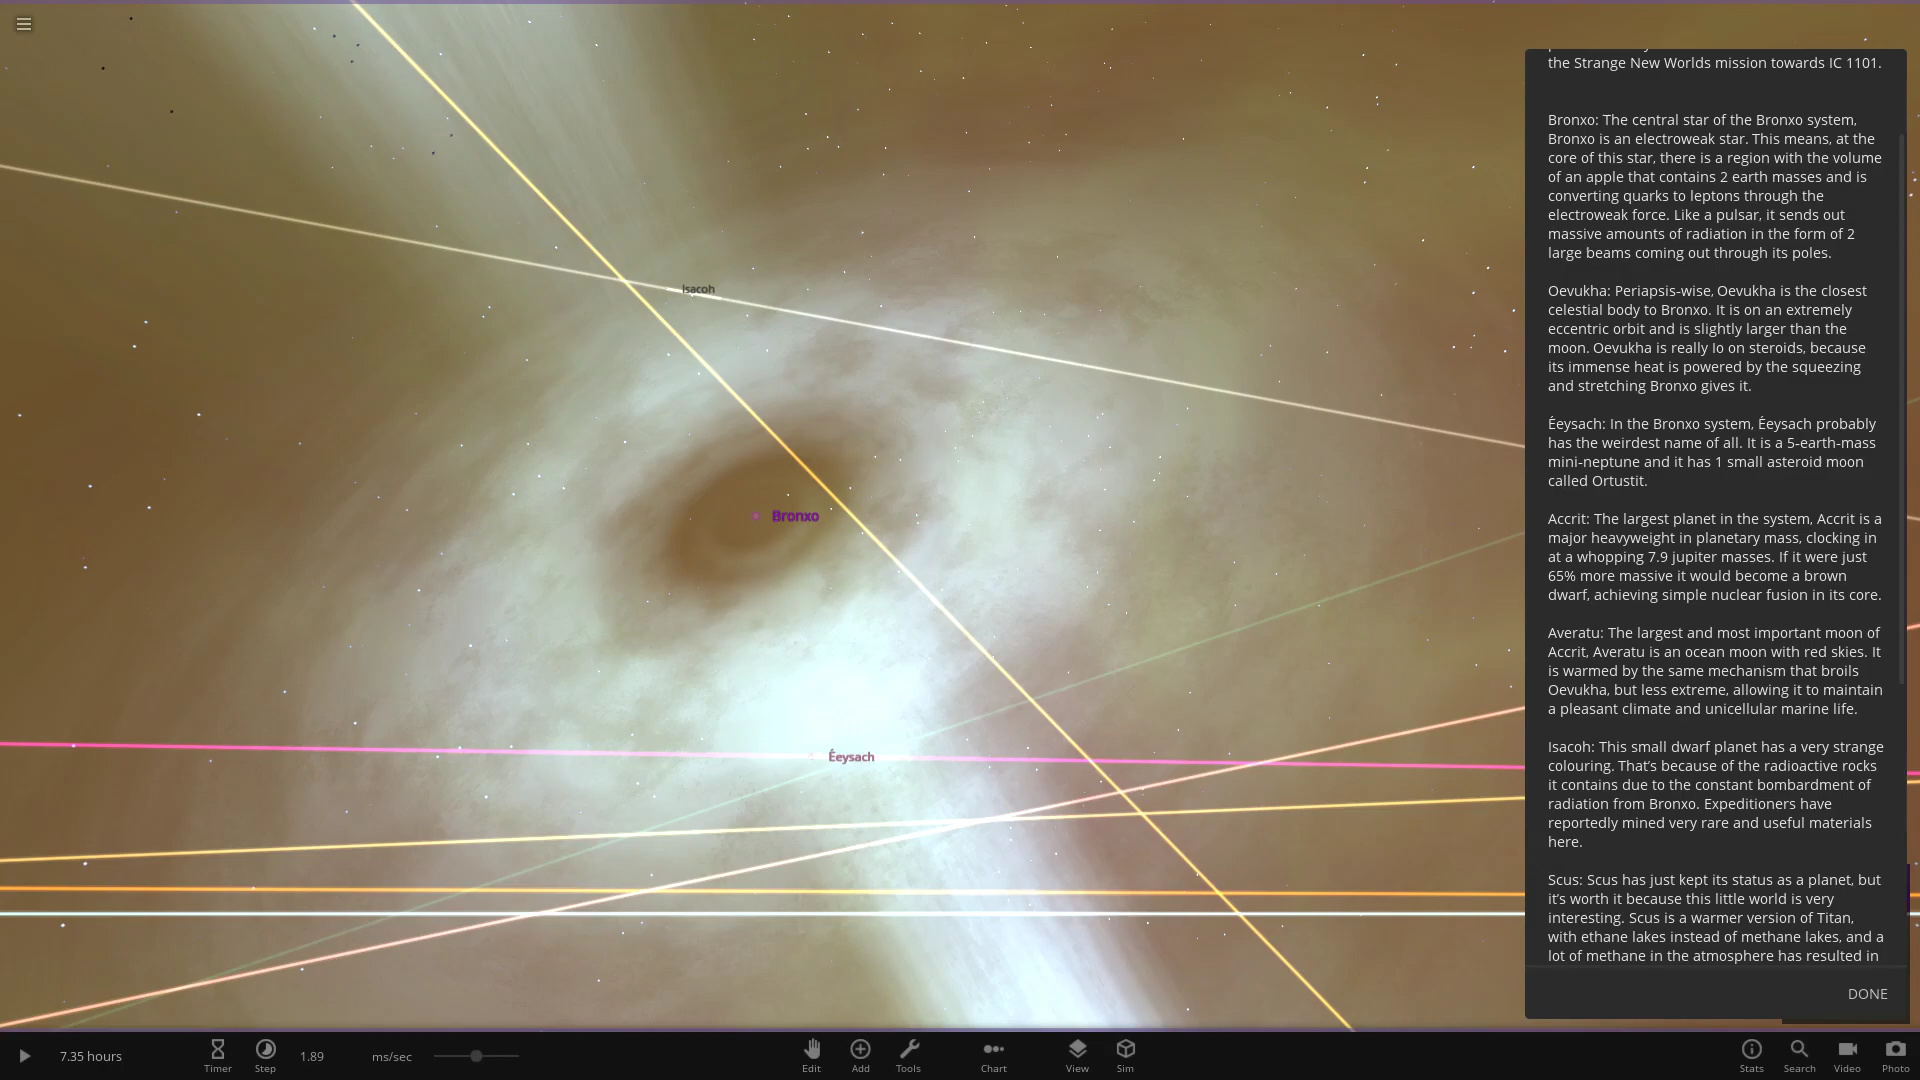 the Strange New Worlds mission towards IC 1101.
Bronxo: The central star of the Bronxo system,
Bronxo is an electroweak star. This means, at the
core of this star, there is a region with the volume
of an apple that contains 2 earth masses and is
converting quarks to leptons through the
electroweak force. Like a pulsar, it sends out
massive amounts of radiation in the form of 2
large beams coming out through its poles.
Oevukha: Periapsis-wise, Oevukha is the closest
celestial body to Bronxo. It is on an extremely
eccentric orbit and is slightly larger than the
moon. Oevukha is really Io on steroids, because
its immense heat is powered by the squeezing
and stretching Bronxo gives it.
Éeysach: In the Bronxo system, Éeysach probably
has the weirdest name of all. It is a 5-earth-mass
mini-neptune and it has 1 small asteroid moon
called Ortustit.
Accrit: The largest planet in the system, Accrit is a
major heavyweight in planetary mass, clocking in
at a whopping 7.9 jupiter masses. If it were just
65% more massive it would become a brown
dwarf, achieving simple nuclear fusion in its core.
Averatu: The largest and most important moon of
Accrit, Averatu is an ocean moon with red skies. It
is warmed by the same mechanism that broils
Oevukha, but less extreme, allowing it to maintain
a pleasant climate and unicellular marine life.
Isacoh: This small dwarf planet has a very strange
colouring. That’s because of the radioactive rocks
it contains due to the constant bombardment of
radiation from Bronxo. Expeditioners have
reportedly mined very rare and useful materials
here.
Scus: Scus has just kept its status as a planet, but
it’s worth it because this little world is very
interesting. Scus is a warmer version of Titan,
with ethane lakes instead of methane lakes, and a
lot of methane in the atmosphere has resulted in
DONE
Isacoh
Bronxo
Éeysach
7.35 hours
Timer
Step
1.89
ms/sec
Edit
Add
Tools
Chart
View
Sim
Stats
Search
Video
Photo